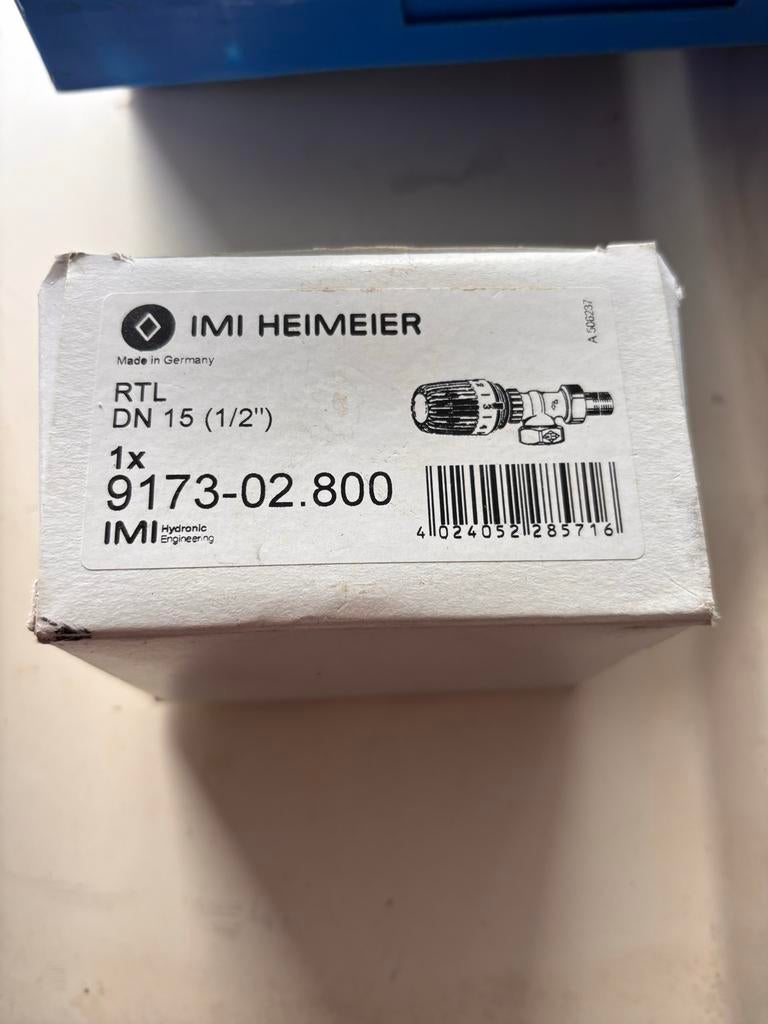 IMI HEIMEIER
Made in Germany
A 506237
RTL
DN 15 (1/2")
1x
9173-02.800
IMI Hydronic
Engineering
4 024052 285716